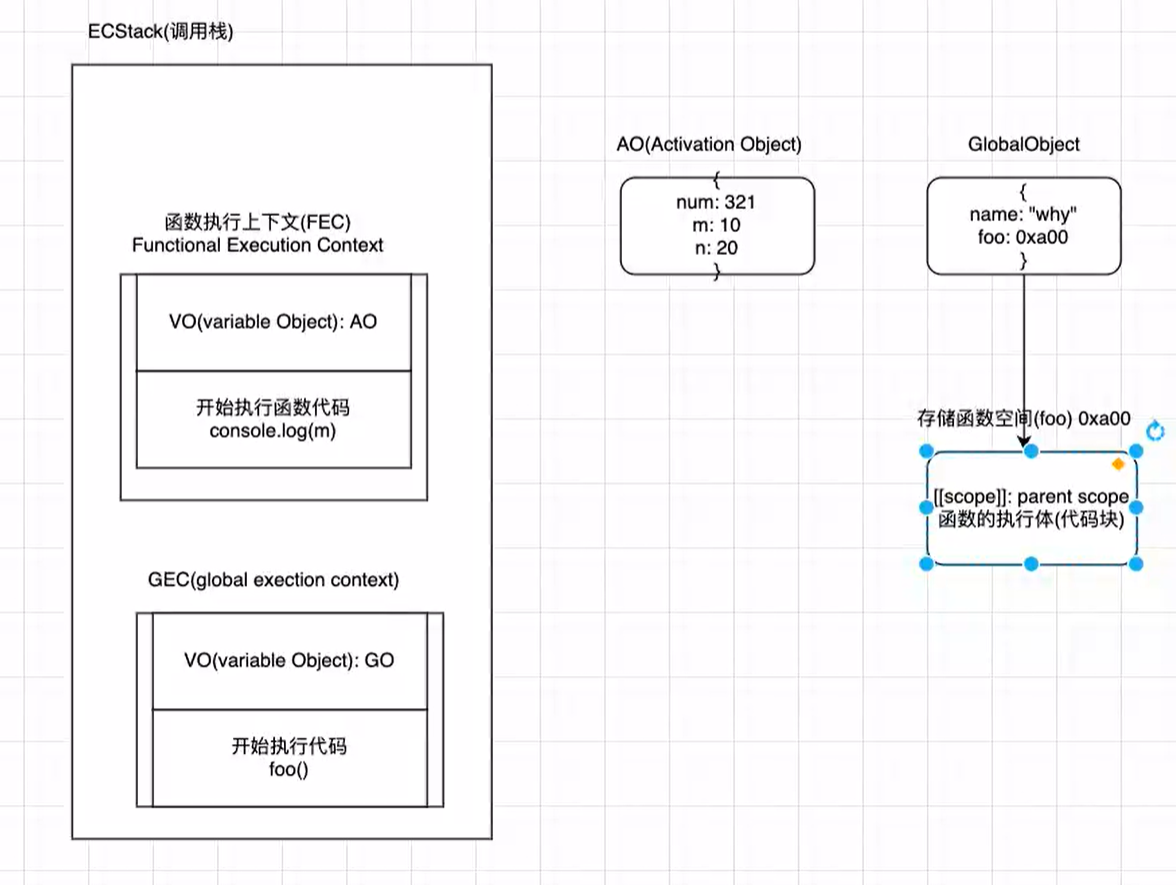 ECStack(调用栈)
函数执行上下文(FEC)
Functional Execution Context
VO(variable Object): AO
开始执行函数代码
console.log(m)
GEC(global exection context)
VO(variable Object): GO
开始执行代码
foo()
AO(Activation Object)
{
num: 321
m: 10
n: 20
}
GlobalObject
{
name: "why"
foo: 0xa00
}
存储函数空间(foo) 0xa00
[[scope]]: parent scope
函数的执行体(代码块)